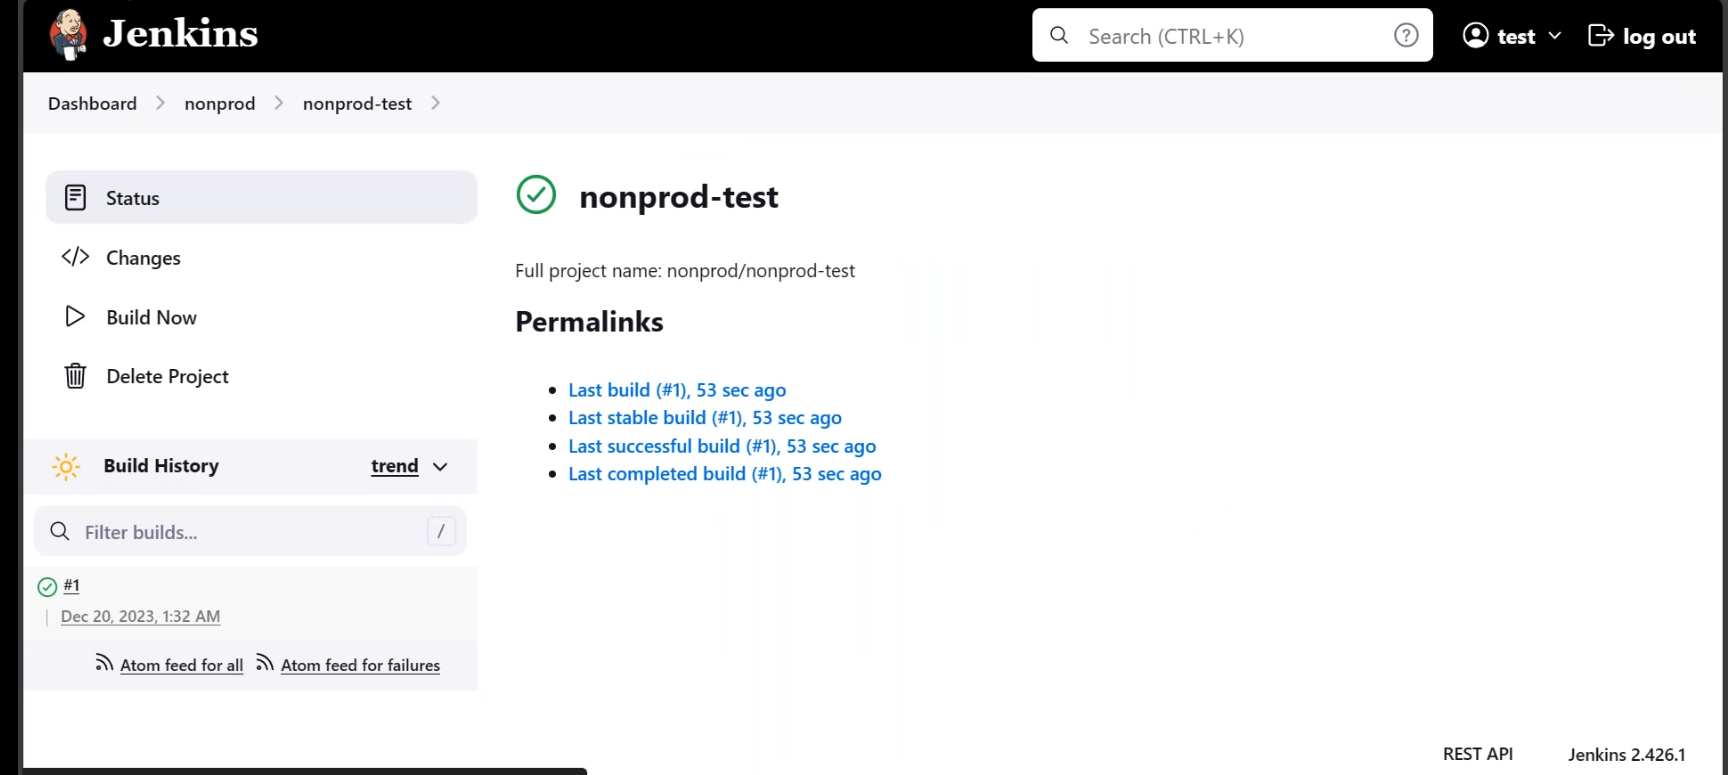 Jenkins
Search (CTRL+K)
?
test
log out
Dashboard
nonprod
nonprod-test
Status
Changes
Build Now
Delete Project
Build History
trend
Filter builds...
/
#1
Dec 20, 2023, 1:32 AM
Atom feed for all
Atom feed for failures
nonprod-test
Full project name: nonprod/nonprod-test
Permalinks
Last build (#1), 53 sec ago
Last stable build (#1), 53 sec ago
Last successful build (#1), 53 sec ago
Last completed build (#1), 53 sec ago
REST API
Jenkins 2.426.1